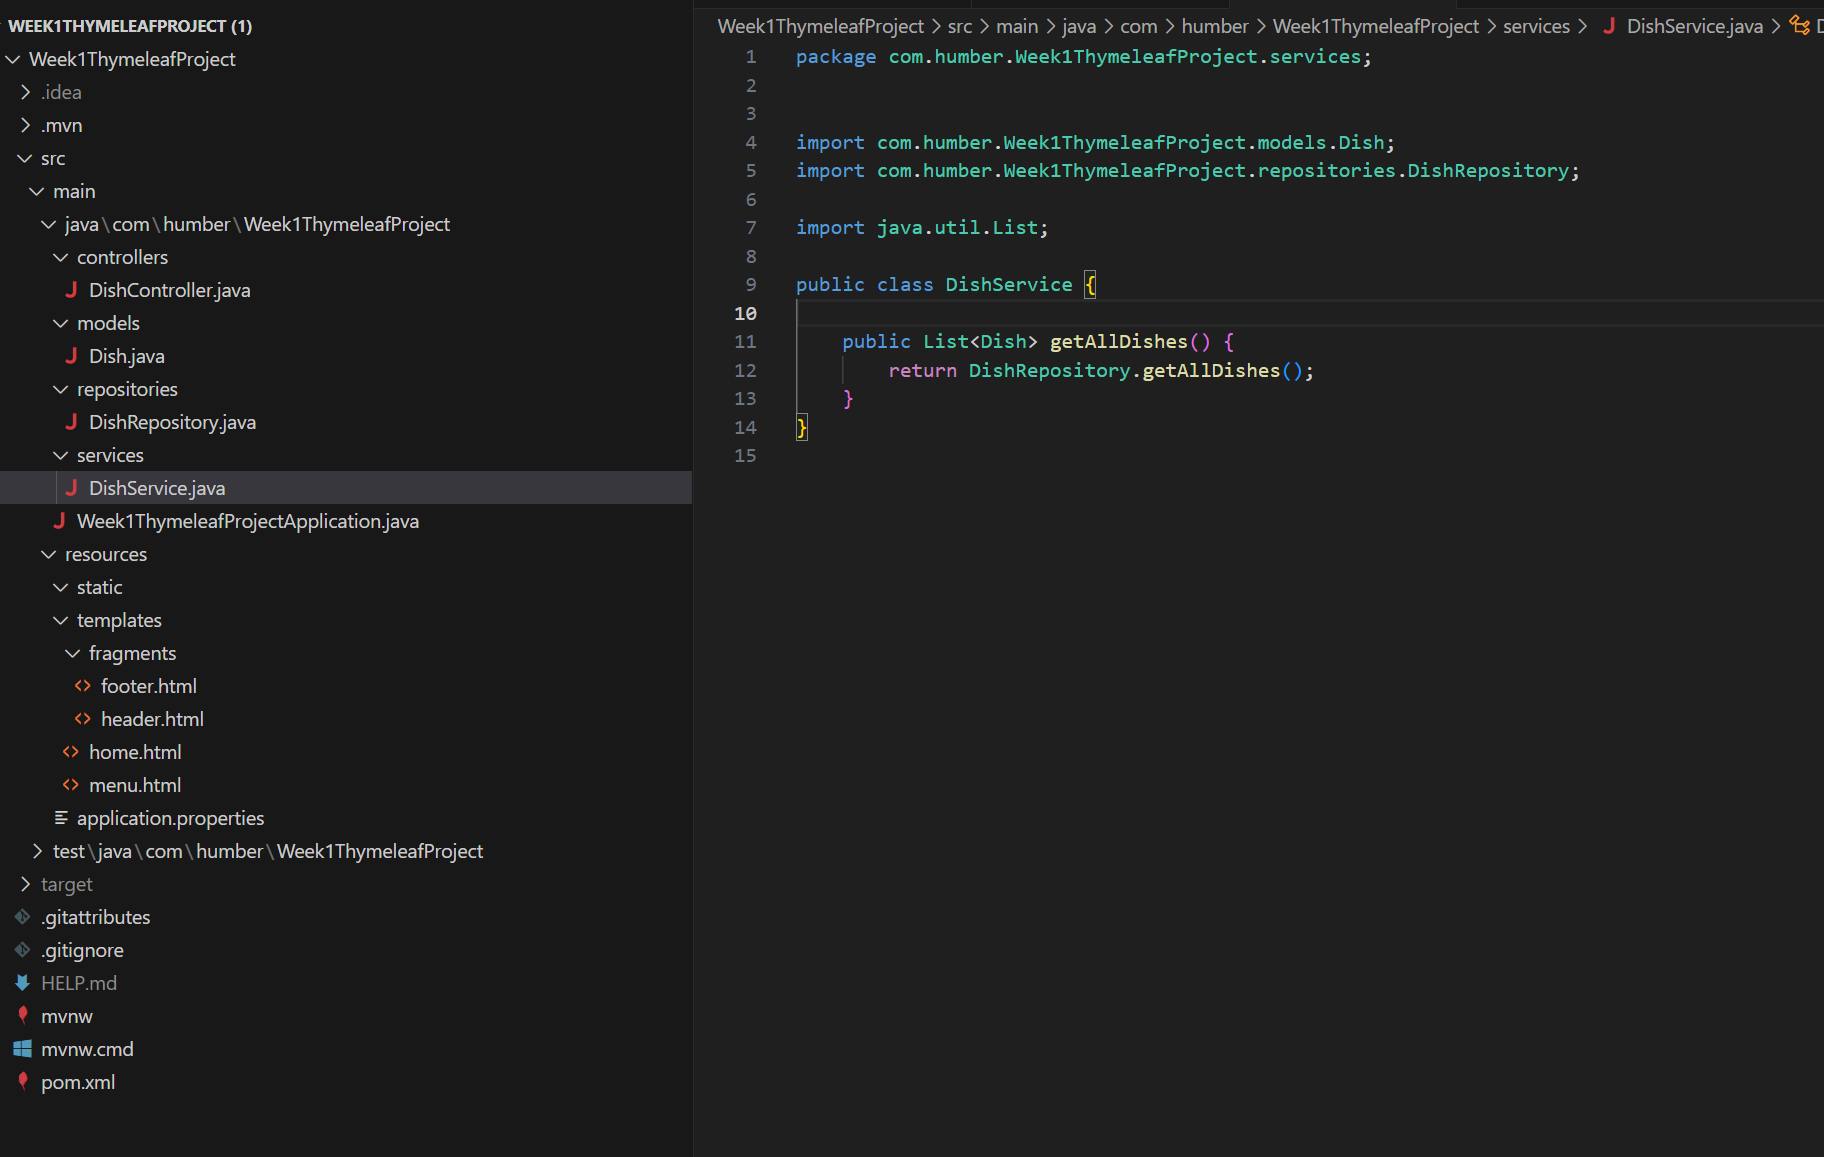 WEEK1THYMELEAFPROJECT (1)
Week1ThymeleafProject
.idea
.mvn
src
main
java\com\humber\Week1ThymeleafProject
controllers
DishController.java
models
Dish.java
repositories
DishRepository.java
services
DishService.java
Week1ThymeleafProjectApplication.java
resources
static
templates
fragments
footer.html
header.html
home.html
menu.html
application.properties
test\java\com\humber\Week1ThymeleafProject
target
.gitattributes
.gitignore
HELP.md
mvnw
mvnw.cmd
pom.xml
Week1ThymeleafProject > src > main > java > com > humber > Week1ThymeleafProject > services > DishService.java >
1 package com.humber.Week1ThymeleafProject.services;
2
3
4 import com.humber.Week1ThymeleafProject.models.Dish;
5 import com.humber.Week1ThymeleafProject.repositories.DishRepository;
6
7 import java.util.List;
8
9 public class DishService {
10
11 public List<Dish> getAllDishes() {
12 return DishRepository.getAllDishes();
13 }
14 }
15